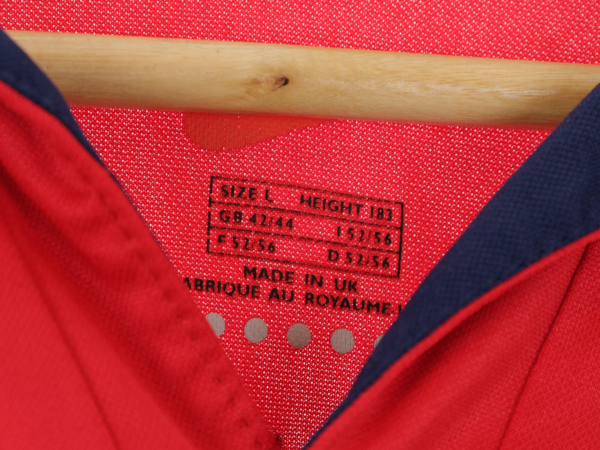 SIZE L HEIGHT 183
GB 42/44 I 52/56
F 52/56 D 52/56
MADE IN UK
ABRIQUE AU ROYAUME.